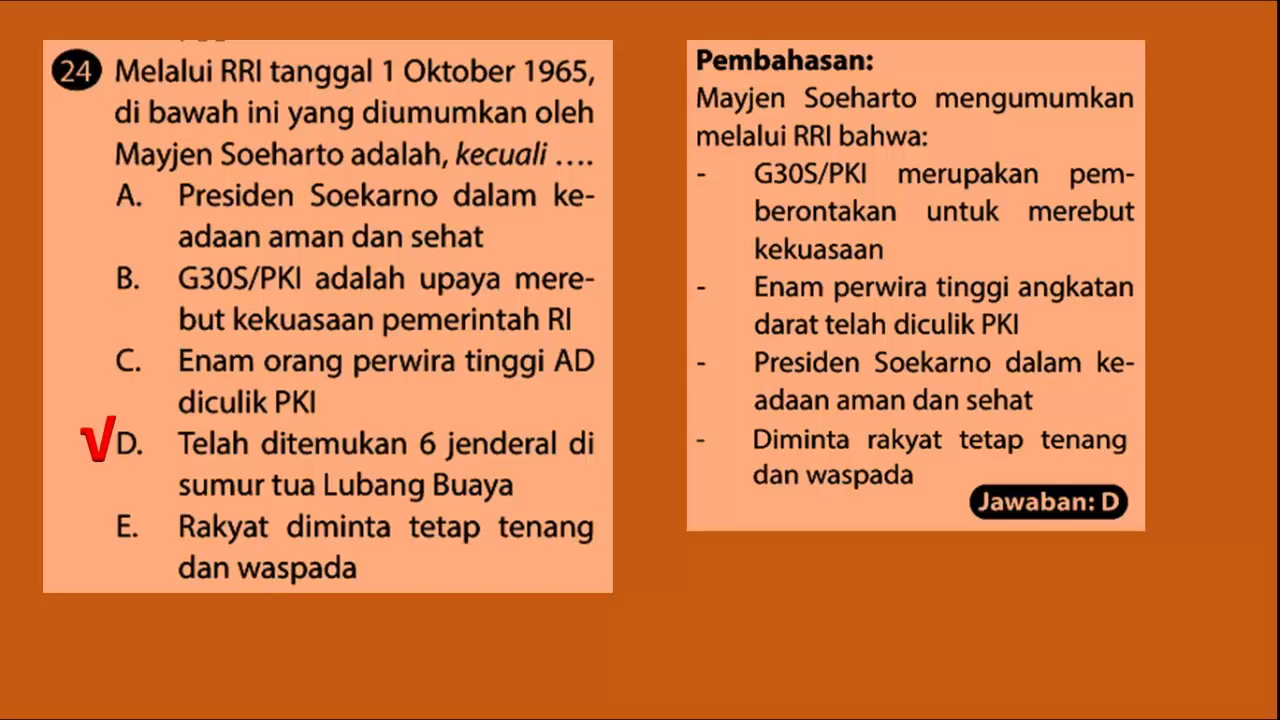 24 Melalui RRI tanggal 1 Oktober 1965,
di bawah ini yang diumumkan oleh
Mayjen Soeharto adalah, kecuali ....
A. Presiden Soekarno dalam ke-
adaan aman dan sehat
B. G30S/PKI adalah upaya mere-
but kekuasaan pemerintah RI
C. Enam orang perwira tinggi AD
diculik PKI
√ D. Telah ditemukan 6 jenderal di
sumur tua Lubang Buaya
E. Rakyat diminta tetap tenang
dan waspada
Pembahasan:
Mayjen Soeharto mengumumkan
melalui RRI bahwa:
- G30S/PKI merupakan pem-
berontakan untuk merebut
kekuasaan
- Enam perwira tinggi angkatan
darat telah diculik PKI
- Presiden Soekarno dalam ke-
adaan aman dan sehat
- Diminta rakyat tetap tenang
dan waspada
Jawaban: D